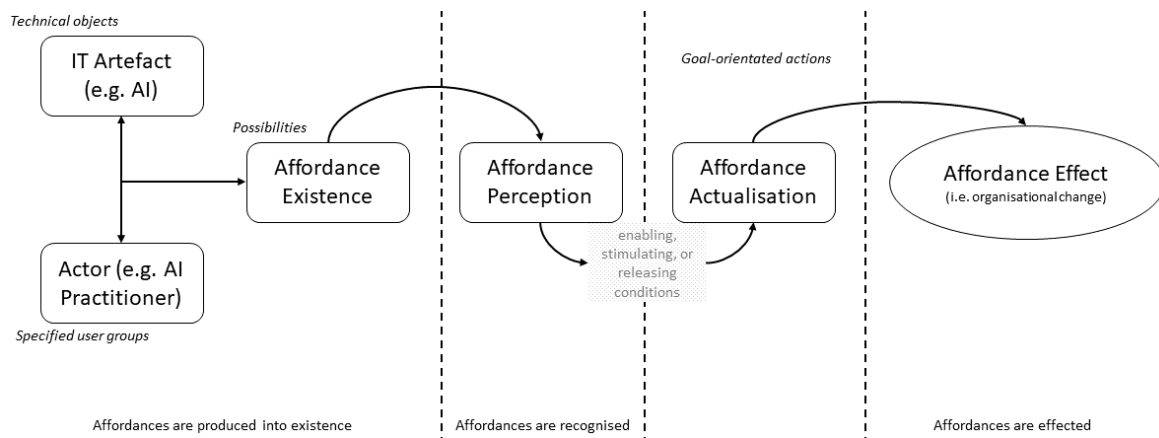 Technical objects
IT Artefact
(e.g. AI)
Possibilities
Affordance
Existence
Actor (e.g. AI
Practitioner)
Specified user groups
Affordance
Perception
enabling,
stimulating, or
releasing
conditions
Goal-orientated actions
Affordance
Actualisation
Affordance Effect
(i.e. organisational change)
Affordances are produced into existence
Affordances are recognised
Affordances are effected